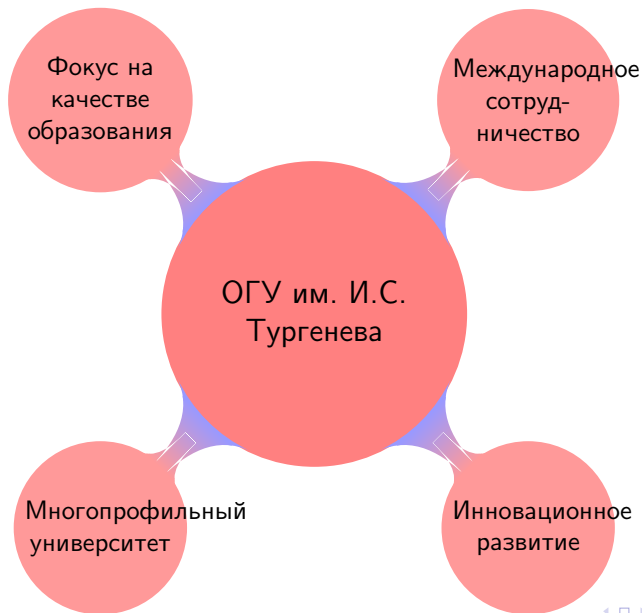 Фокус на
качестве
образования
Международное
сотруд-
ничество
ОГУ им. И.С.
Тургенева
Многопрофильный
университет
Инновационное
развитие